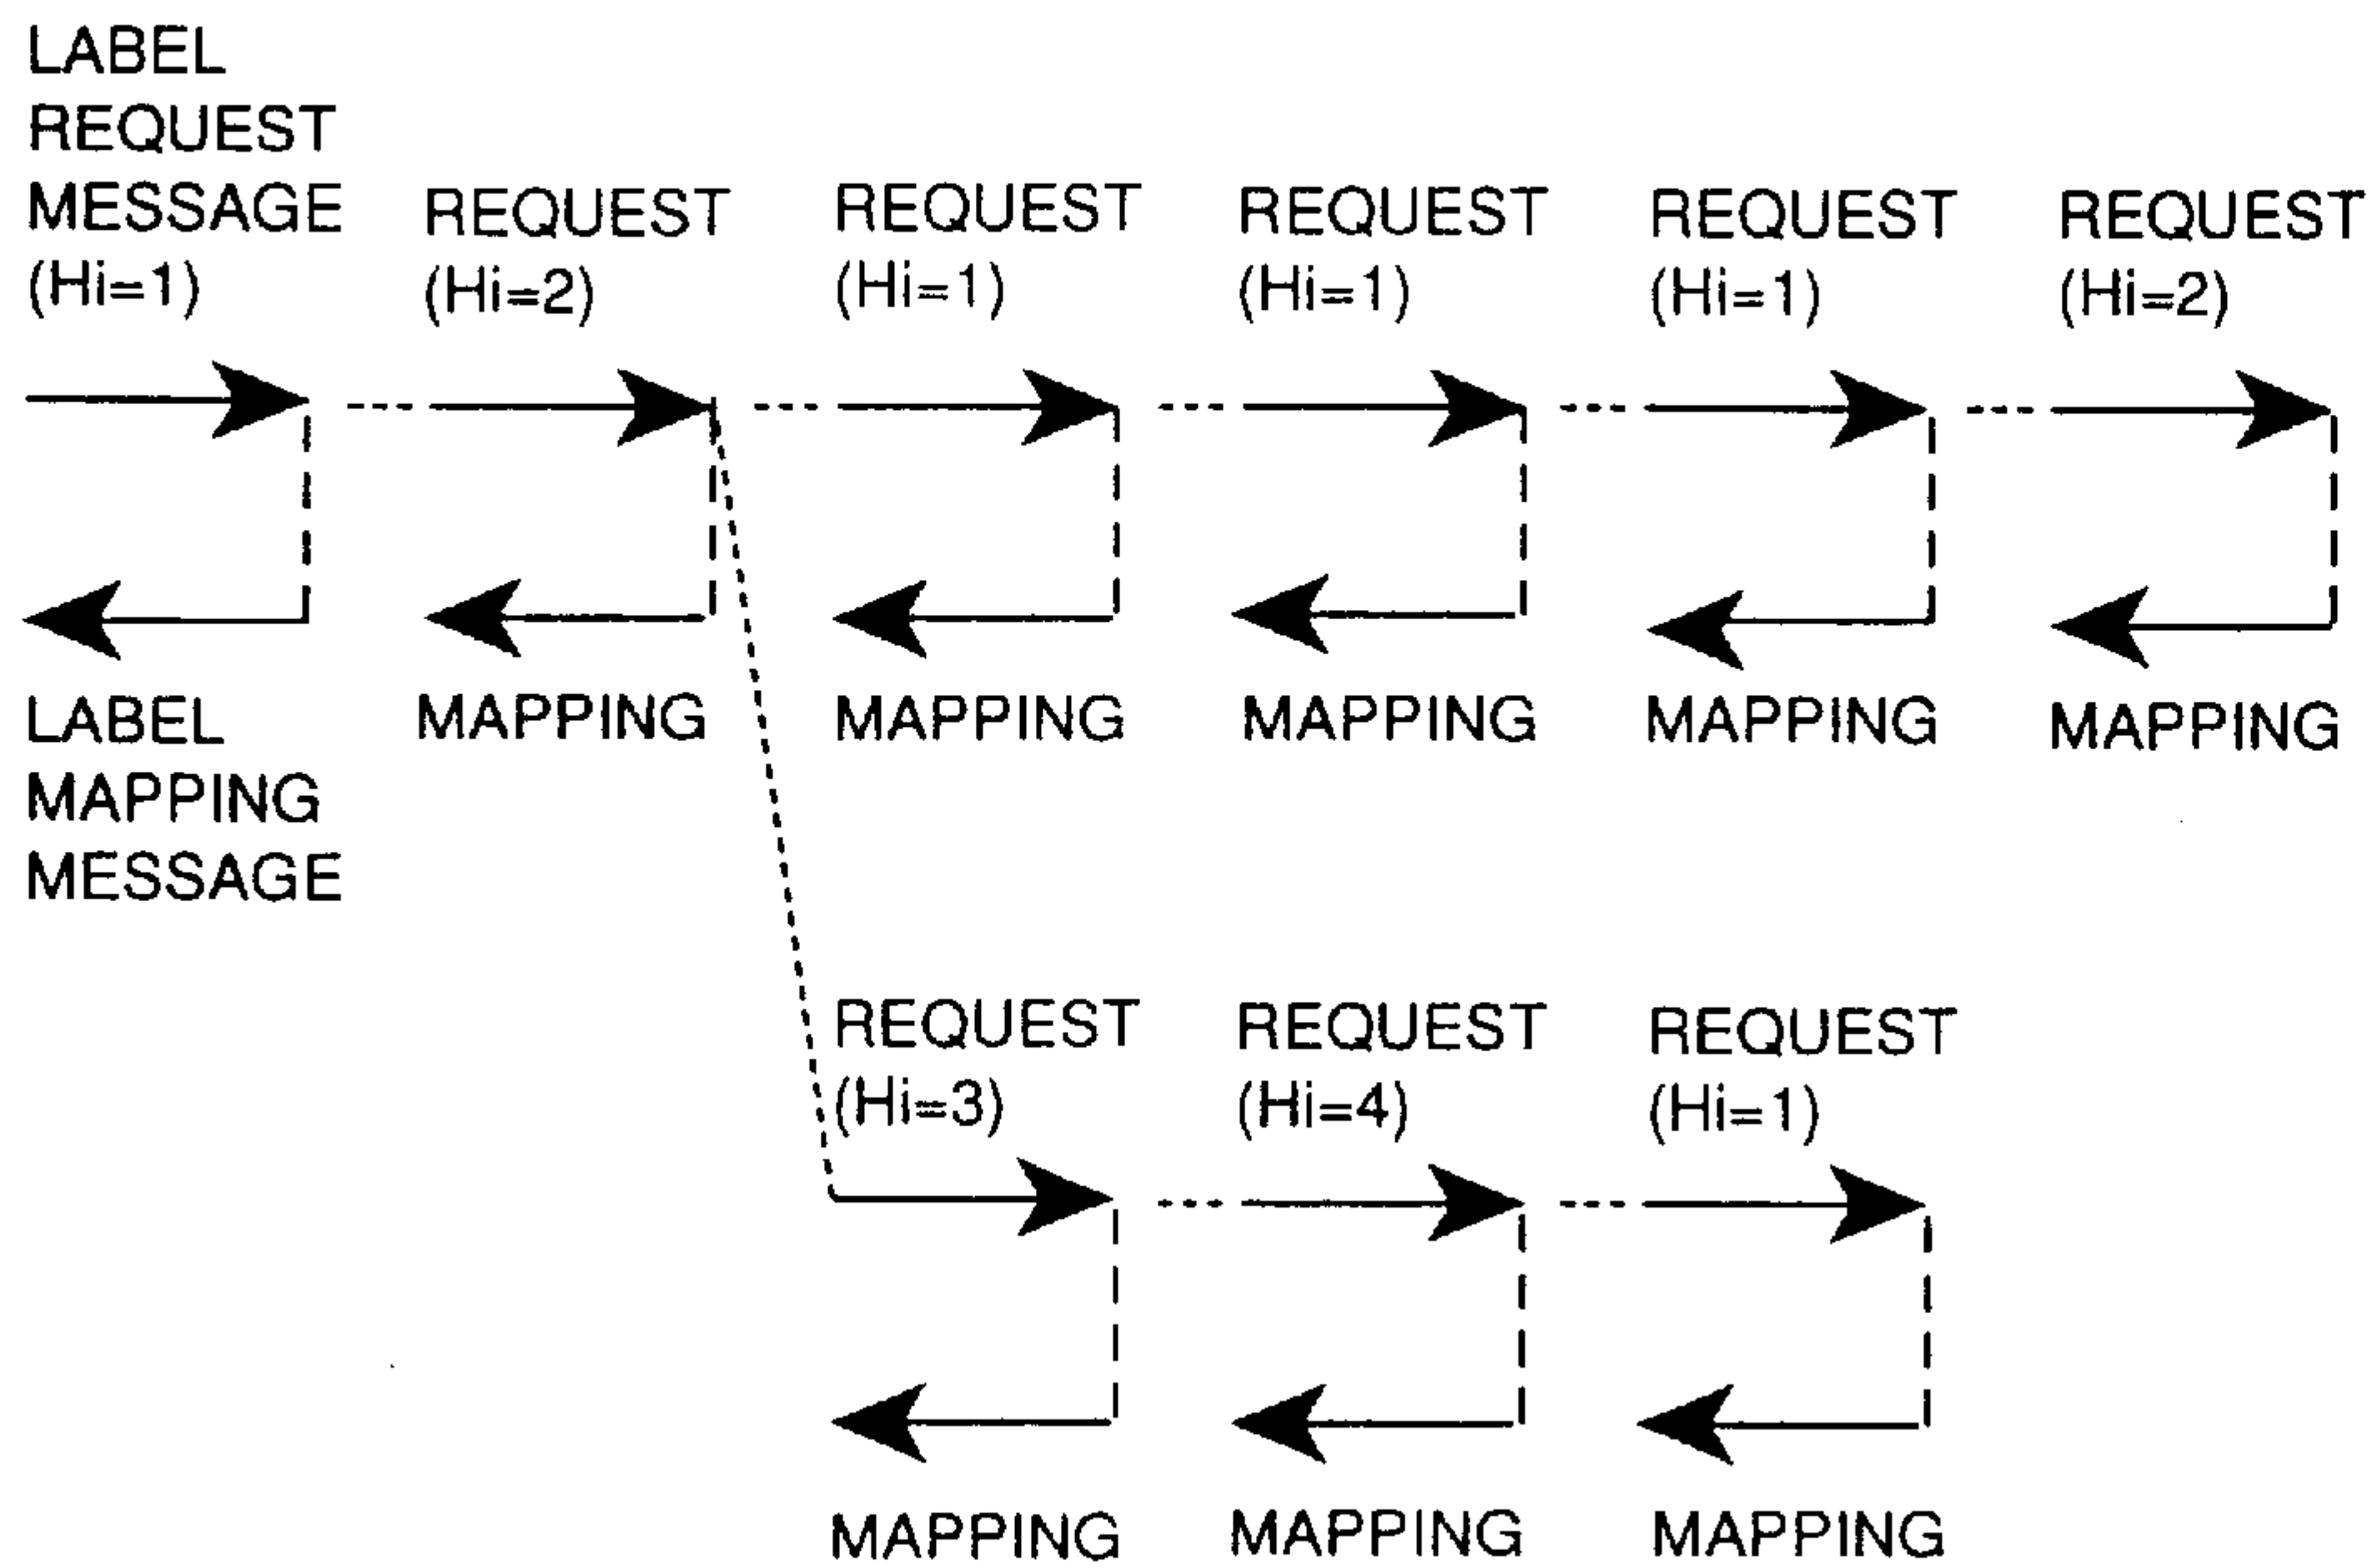 LABEL
REQUEST
MESSAGE
(Hi=1)
REQUEST
(Hi=2)
REQUEST
(Hi=1)
REQUEST
(Hi=1)
REQUEST
(Hi=1)
REQUEST
(Hi=2)
LABEL
MAPPING
MESSAGE
MAPPING
MAPPING
MAPPING
MAPPING
MAPPING
REQUEST
(Hi=3)
REQUEST
(Hi=4)
REQUEST
(Hi=1)
MAPPING
MAPPING
MAPPING